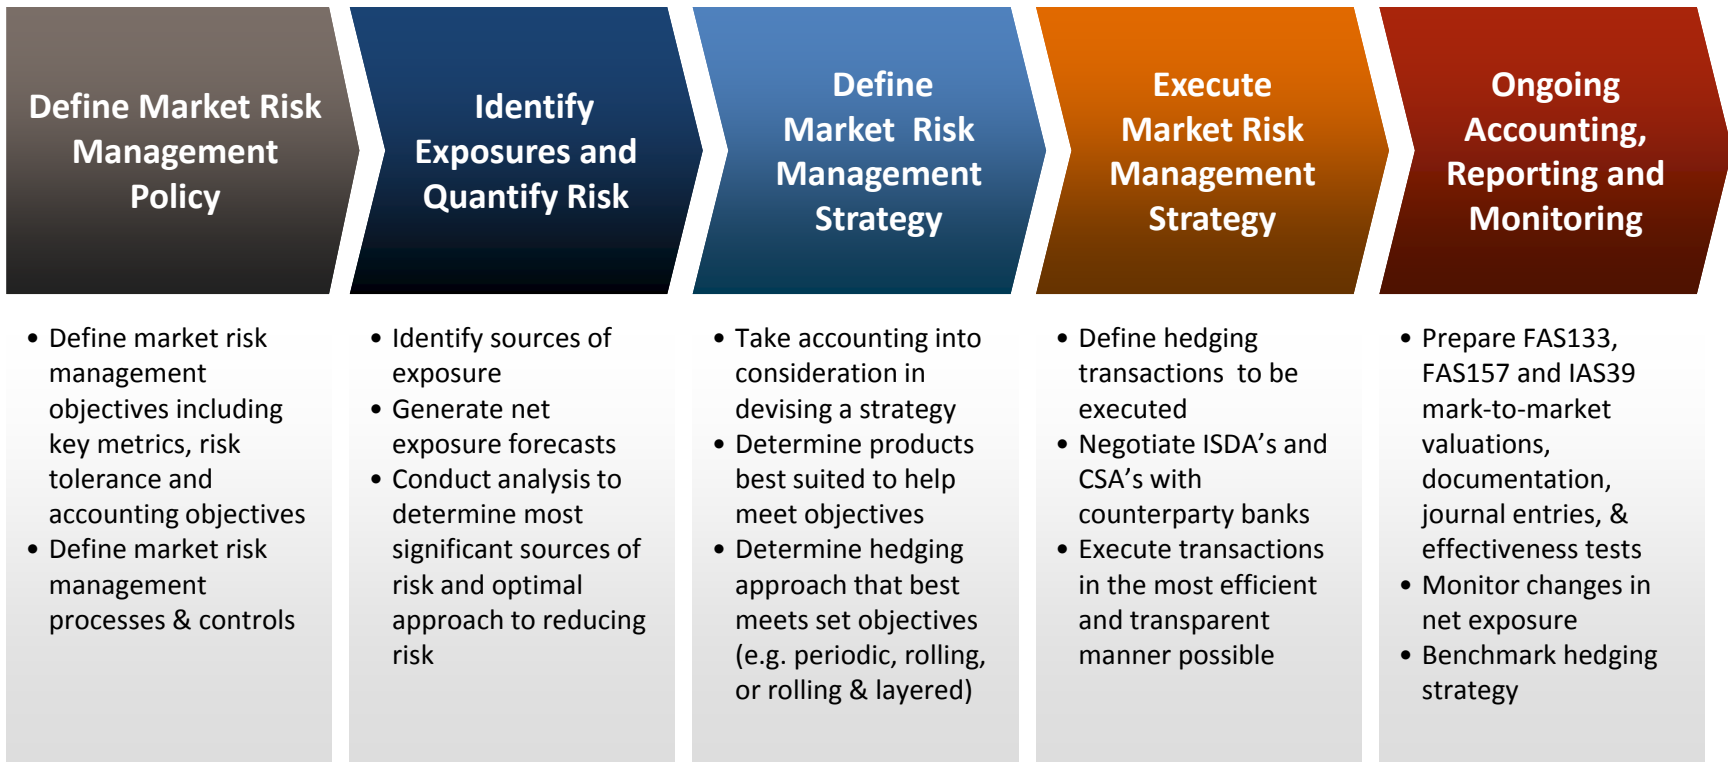 Define Market Risk
Management
Policy
Identify
Exposures and
Quantify Risk
Define
Market  Risk
Management
Strategy
Execute
Market Risk
Management
Strategy
Ongoing
Accounting,
Reporting and
Monitoring
• Define market risk
management
objectives including
key metrics, risk
tolerance and
accounting objectives
• Define market risk
management
processes & controls
• Identify sources of
exposure
• Generate net
exposure forecasts
• Conduct analysis to
determine most
significant sources of
risk and optimal
approach to reducing
risk
• Take accounting into
consideration in
devising a strategy
• Determine products
best suited to help
meet objectives
• Determine hedging
approach that best
meets set objectives
(e.g. periodic, rolling,
or rolling & layered)
• Define hedging
transactions  to be
executed
• Negotiate ISDA’s and
CSA’s with
counterparty banks
• Execute transactions
in the most efficient
and transparent
manner possible
• Prepare FAS133,
FAS157 and IAS39
mark-to-market
valuations,
documentation,
journal entries, &
effectiveness tests
• Monitor changes in
net exposure
• Benchmark hedging
strategy